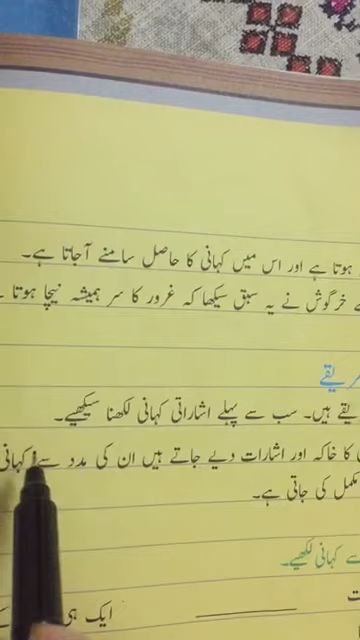 ہوتا ہے اور اس میں کہانی کا حاصل سامنے آجاتا ہے۔
خرگوش نے یہ سبق سیکھا کہ غرور کا سر ہمیشہ نیچا ہوتا
یقے ہیں۔ سب سے پہلے اشاراتی کہانی لکھنا سیکھیے۔
کا خاکہ اور اشارات دیے جاتے ہیں ان کی مدد سے کہانی
مکمل کی جاتی ہے۔
سے کہانی لکھیے۔
ایک ہی